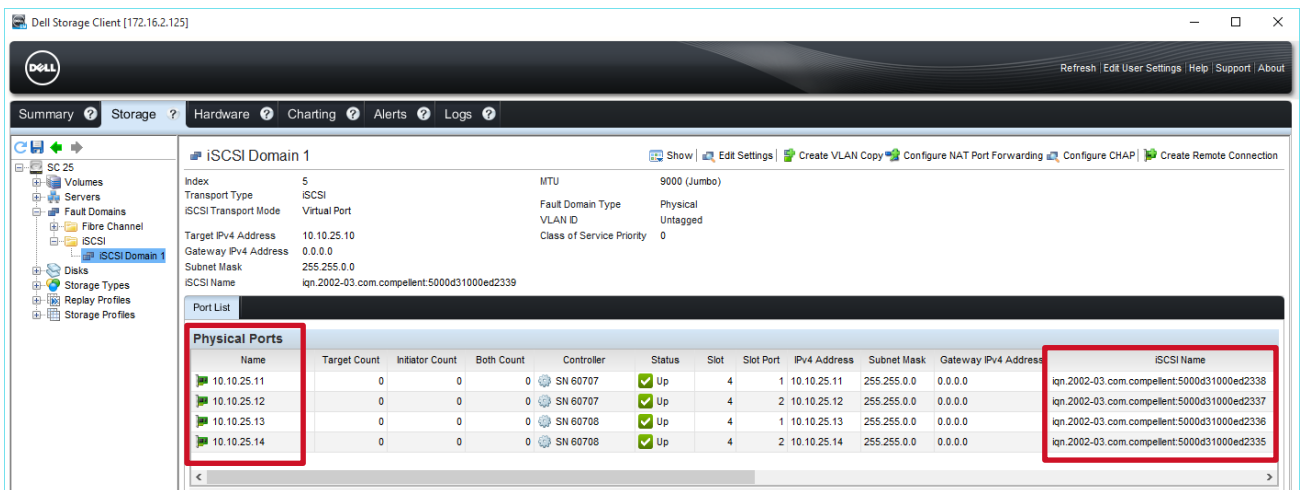 Dell Storage Client [172.16.2.125]
DELL
Refresh | Edit User Settings | Help | Support | About
Summary ? Storage ? Hardware ? Charting ? Alerts ? Logs ?
SC 25
Volumes
Servers
Fault Domains
Fibre Channel
iSCSI
iSCSI Domain 1
Disks
Storage Types
Replay Profiles
Storage Profiles
iSCSI Domain 1
Show | Edit Settings | Create VLAN Copy Configure NAT Port Forwarding Configure CHAP | Create Remote Connection
Index 5
Transport Type iSCSI
iSCSI Transport Mode Virtual Port
Target IPv4 Address 10.10.25.10
Gateway IPv4 Address 0.0.0.0
Subnet Mask 255.255.0.0
iSCSI Name iqn.2002-03.com.compellent:5000d31000ed2339
MTU 9000 (Jumbo)
Fault Domain Type Physical
VLAN ID Untagged
Class of Service Priority 0
Port List
Physical Ports
Name Target Count Initiator Count Both Count Controller Status Slot Slot Port IPv4 Address Subnet Mask Gateway IPv4 Address iSCSI Name
10.10.25.11 0 0 0 SN 60707 Up 4 1 10.10.25.11 255.255.0.0 0.0.0.0 iqn.2002-03.com.compellent:5000d31000ed2338
10.10.25.12 0 0 0 SN 60707 Up 4 2 10.10.25.12 255.255.0.0 0.0.0.0 iqn.2002-03.com.compellent:5000d31000ed2337
10.10.25.13 0 0 0 SN 60708 Up 4 1 10.10.25.13 255.255.0.0 0.0.0.0 iqn.2002-03.com.compellent:5000d31000ed2336
10.10.25.14 0 0 0 SN 60708 Up 4 2 10.10.25.14 255.255.0.0 0.0.0.0 iqn.2002-03.com.compellent:5000d31000ed2335